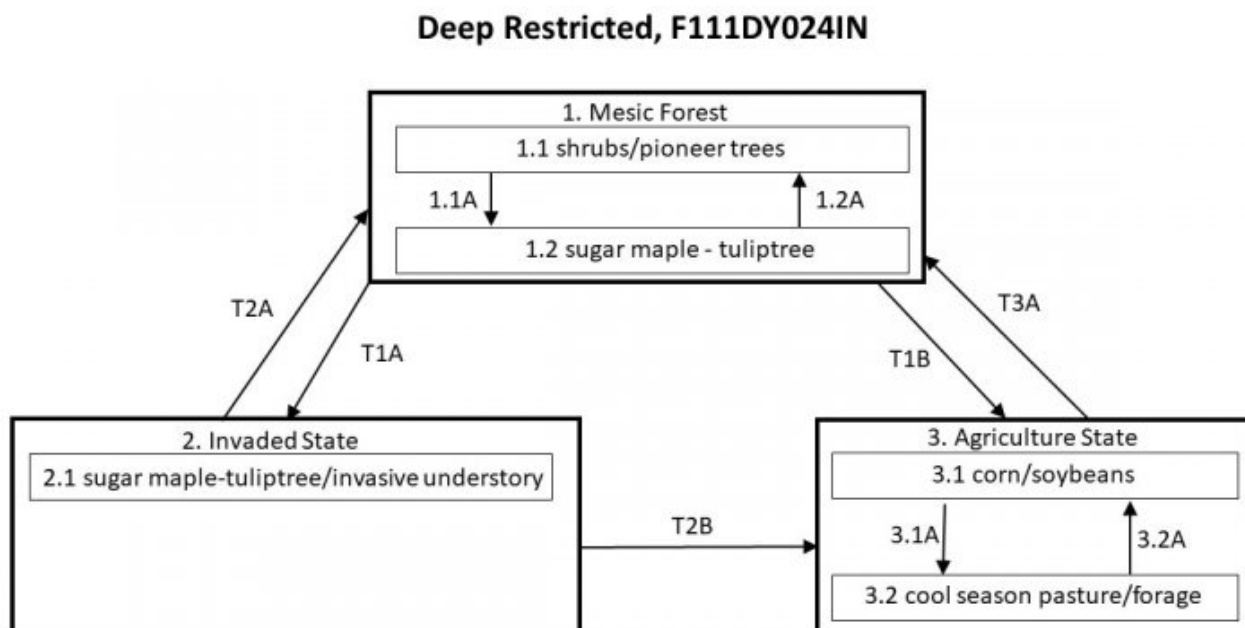 Deep Restricted, F111DY024IN
1. Mesic Forest
1.1 shrubs/pioneer trees
1.1A
1.2A
1.2 sugar maple - tuliptree
T2A
T1A
T1B
T3A
2. Invaded State
2.1 sugar maple-tuliptree/invasive understory
T2B
3. Agriculture State
3.1 corn/soybeans
3.1A
3.2A
3.2 cool season pasture/forage